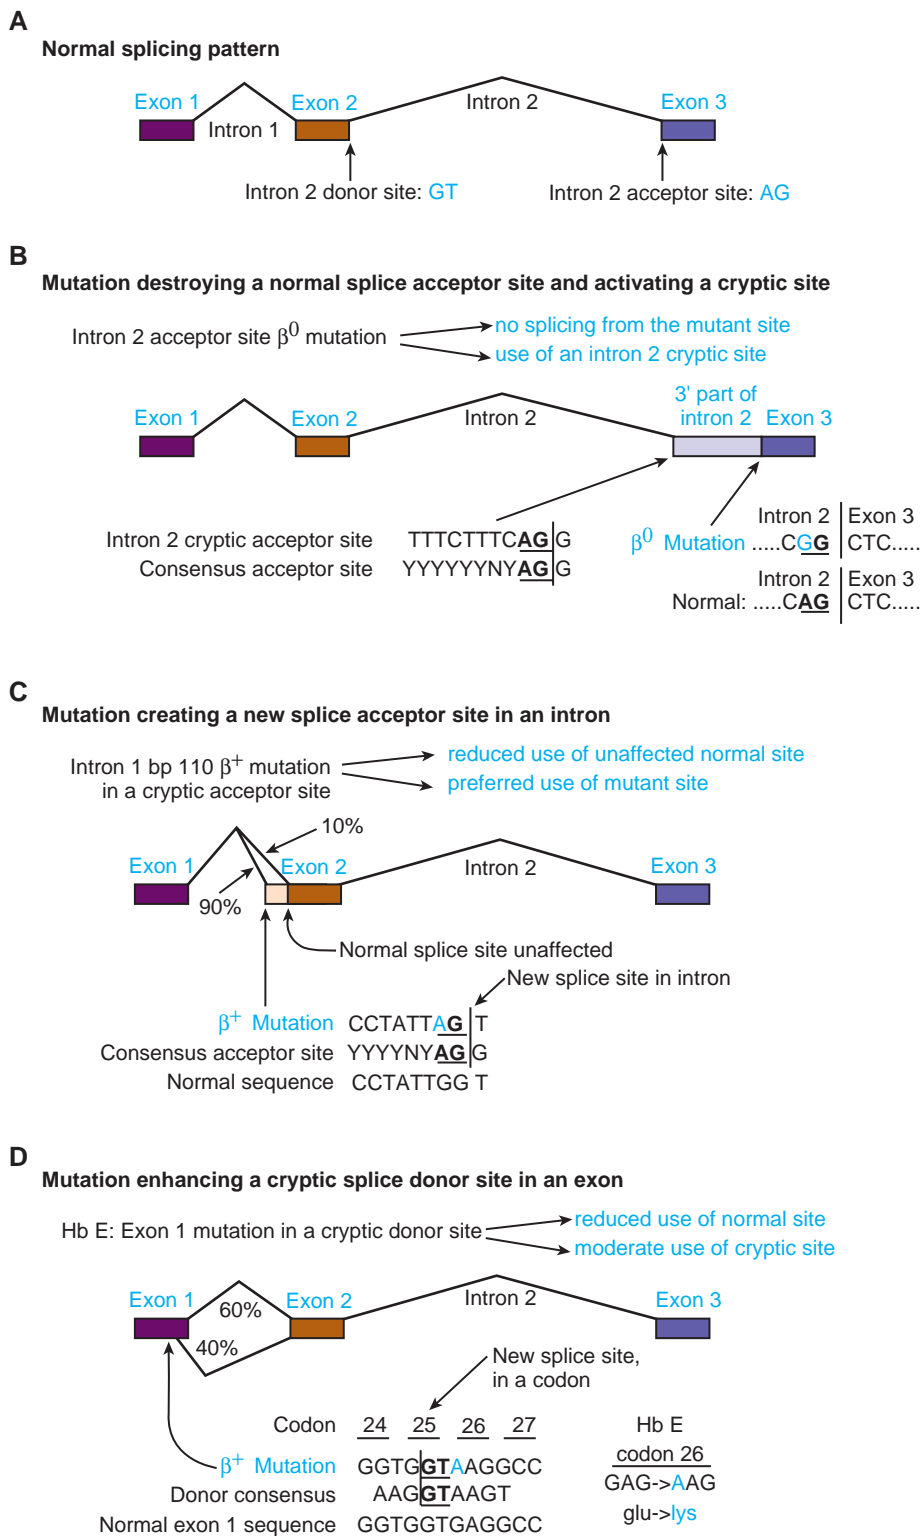 A
Normal splicing pattern
Exon 1 Exon 2 Intron 2 Exon 3
Intron 1
Intron 2 donor site: GT Intron 2 acceptor site: AG
B
Mutation destroying a normal splice acceptor site and activating a cryptic site
Intron 2 acceptor site β⁰ mutation
no splicing from the mutant site
use of an intron 2 cryptic site
Exon 1 Exon 2 Intron 2
3' part of
intron 2 Exon 3
Intron 2 cryptic acceptor site TTTCTTTCAG G
Consensus acceptor site YYYYYYNYAG G
Intron 2 Exon 3
β⁰ Mutation .....CGG CTC.....
Intron 2 Exon 3
Normal: .....CAG CTC.....
C
Mutation creating a new splice acceptor site in an intron
Intron 1 bp 110 β⁺ mutation
in a cryptic acceptor site
reduced use of unaffected normal site
preferred use of mutant site
10%
Exon 1 Exon 2 Intron 2 Exon 3
90%
Normal splice site unaffected
New splice site in intron
β⁺ Mutation CCTATTAG T
Consensus acceptor site YYYYNYAG G
Normal sequence CCTATTGG T
D
Mutation enhancing a cryptic splice donor site in an exon
Hb E: Exon 1 mutation in a cryptic donor site
reduced use of normal site
moderate use of cryptic site
Exon 1 60% Exon 2 Intron 2 Exon 3
40%
New splice site,
in a codon
Codon 24 25 26 27
β⁺ Mutation GGTGGTAAGGCC
Donor consensus AAGGTAAGT
Normal exon 1 sequence GGTGGTGAGGCC
Hb E
codon 26
GAG->AAG
glu->lys